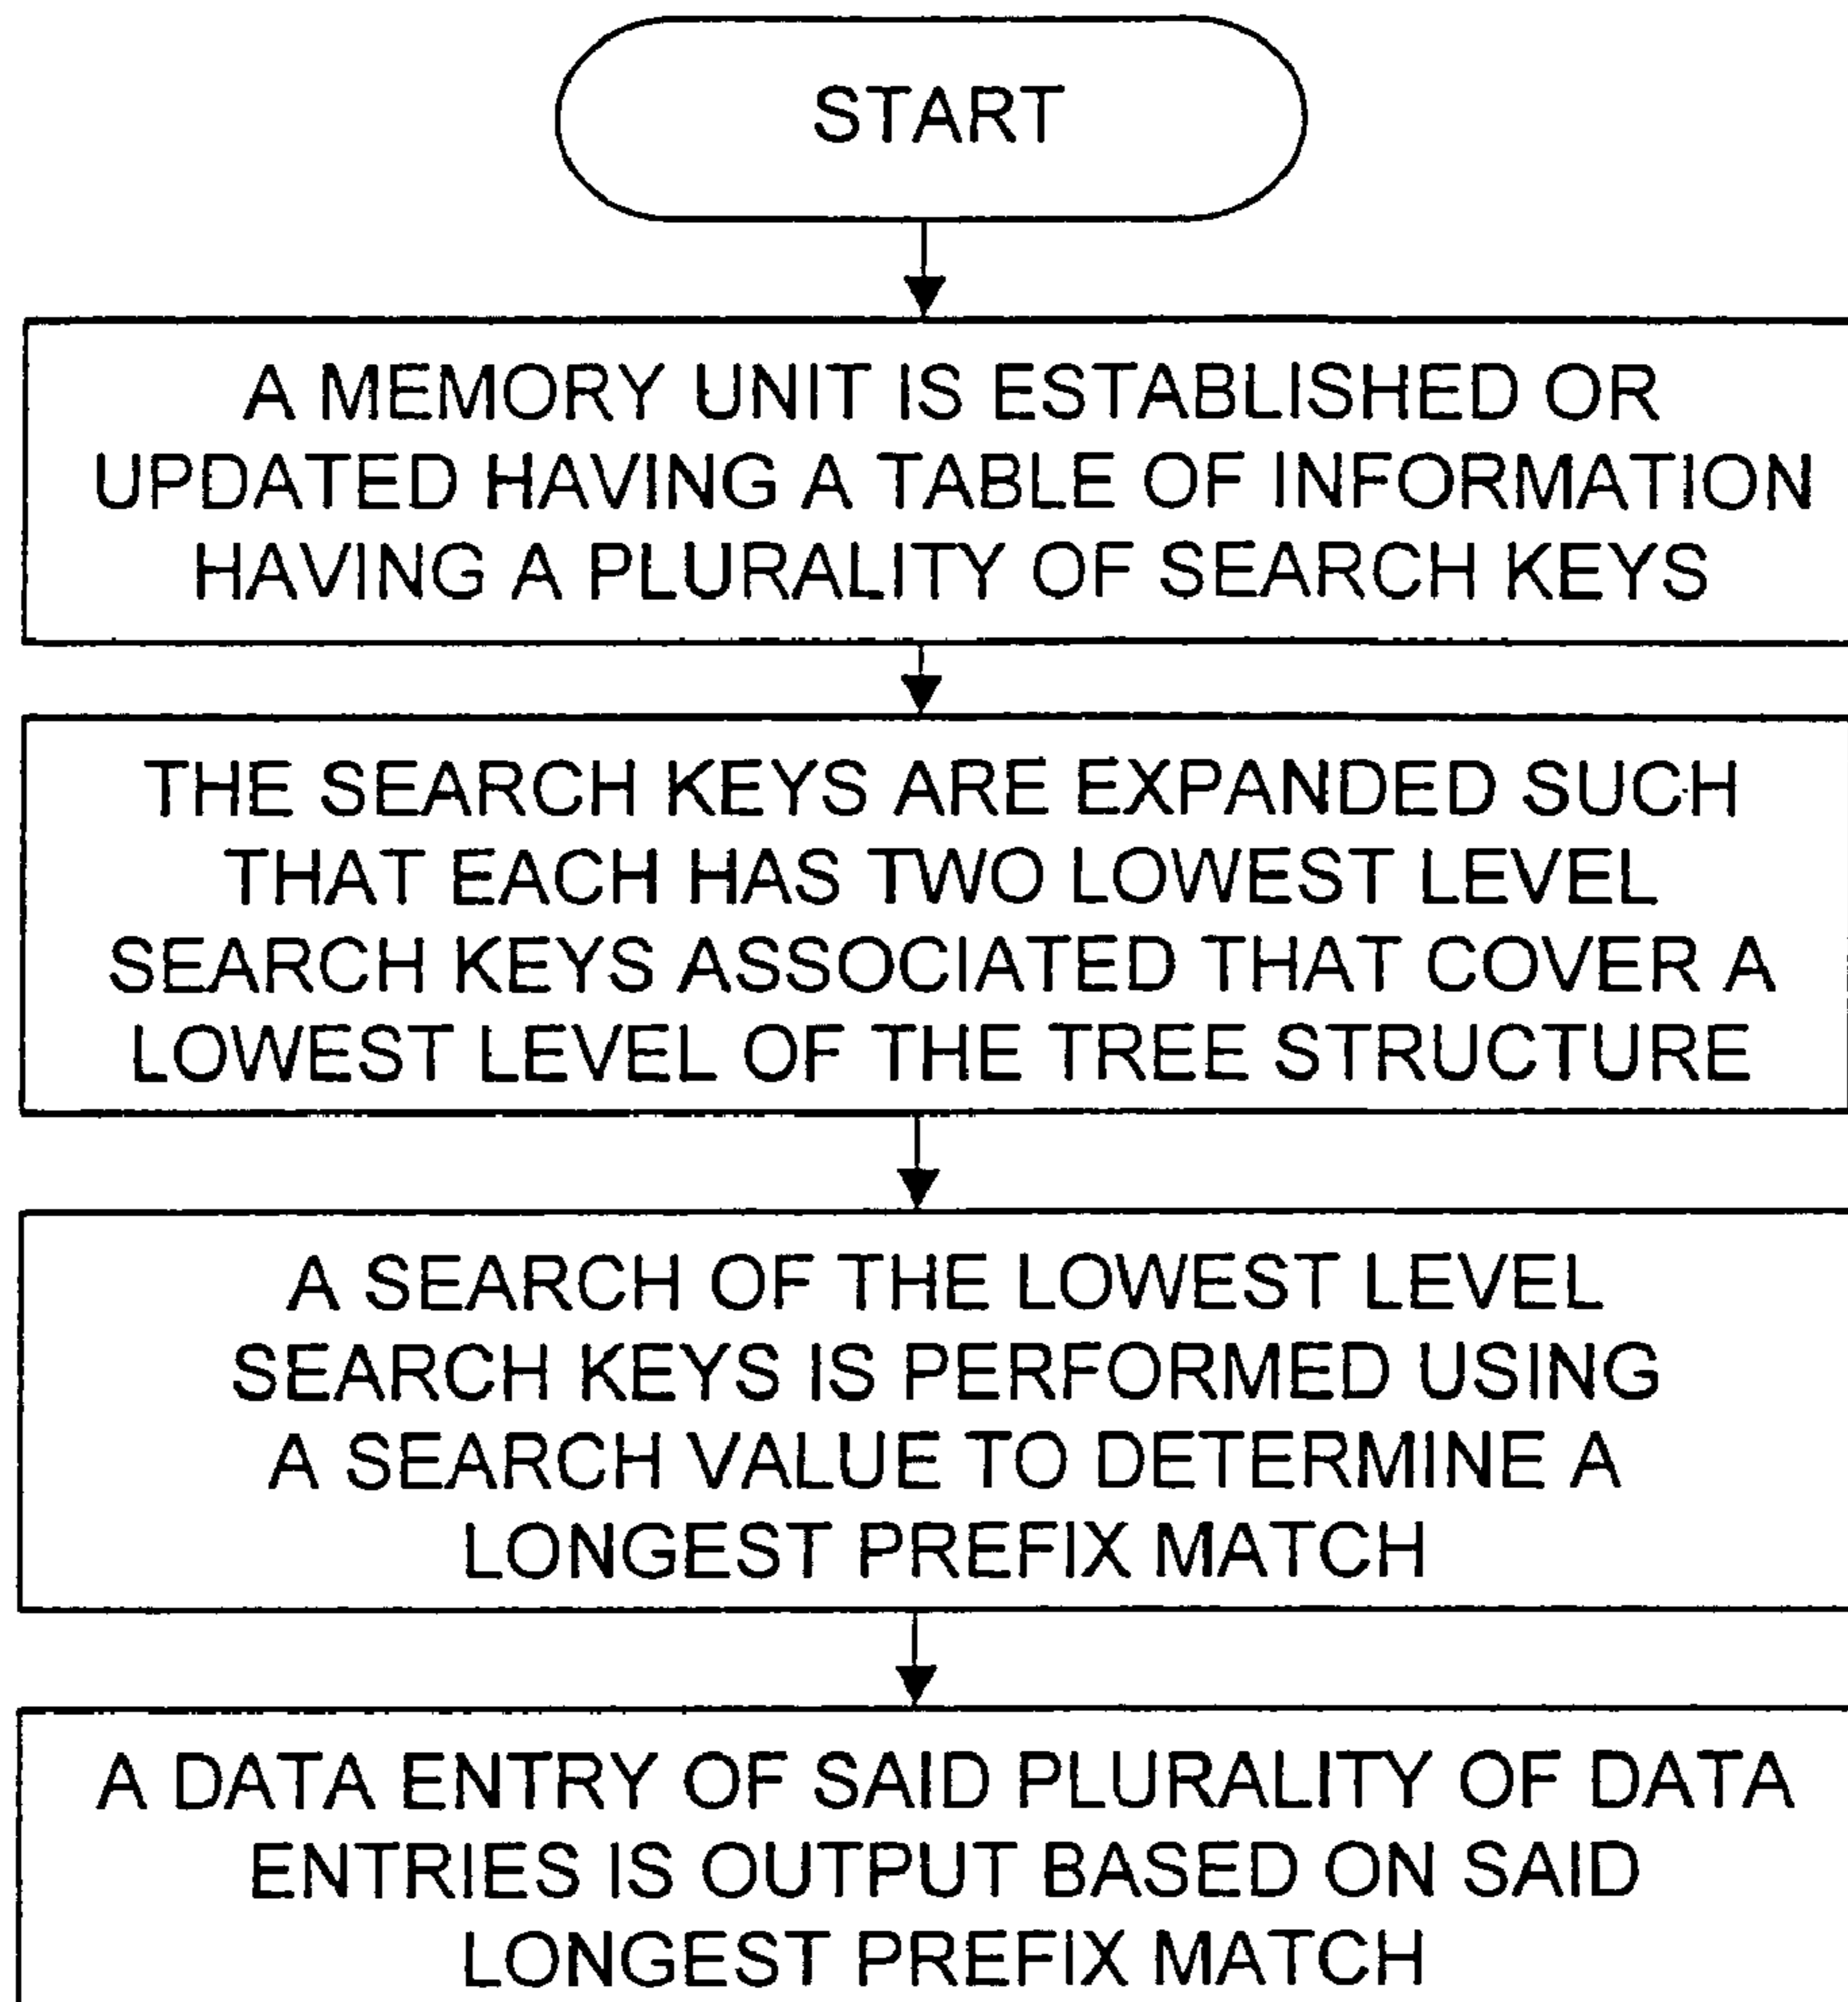 START
A MEMORY UNIT IS ESTABLISHED OR
UPDATED HAVING A TABLE OF INFORMATION
HAVING A PLURALITY OF SEARCH KEYS
THE SEARCH KEYS ARE EXPANDED SUCH
THAT EACH HAS TWO LOWEST LEVEL
SEARCH KEYS ASSOCIATED THAT COVER A
LOWEST LEVEL OF THE TREE STRUCTURE
A SEARCH OF THE LOWEST LEVEL
SEARCH KEYS IS PERFORMED USING
A SEARCH VALUE TO DETERMINE A
LONGEST PREFIX MATCH
A DATA ENTRY OF SAID PLURALITY OF DATA
ENTRIES IS OUTPUT BASED ON SAID
LONGEST PREFIX MATCH